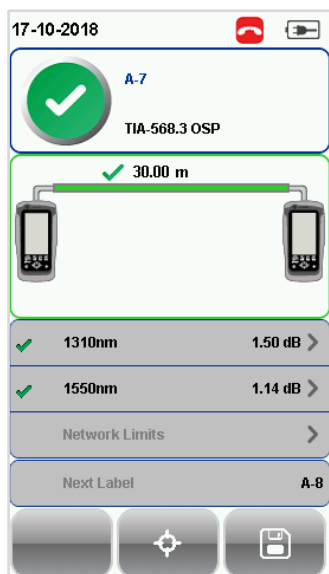 17-10-2018
A-7
TIA-568.3 OSP
30.00 m
1310nm 1.50 dB
1550nm 1.14 dB
Network Limits
Next Label A-8